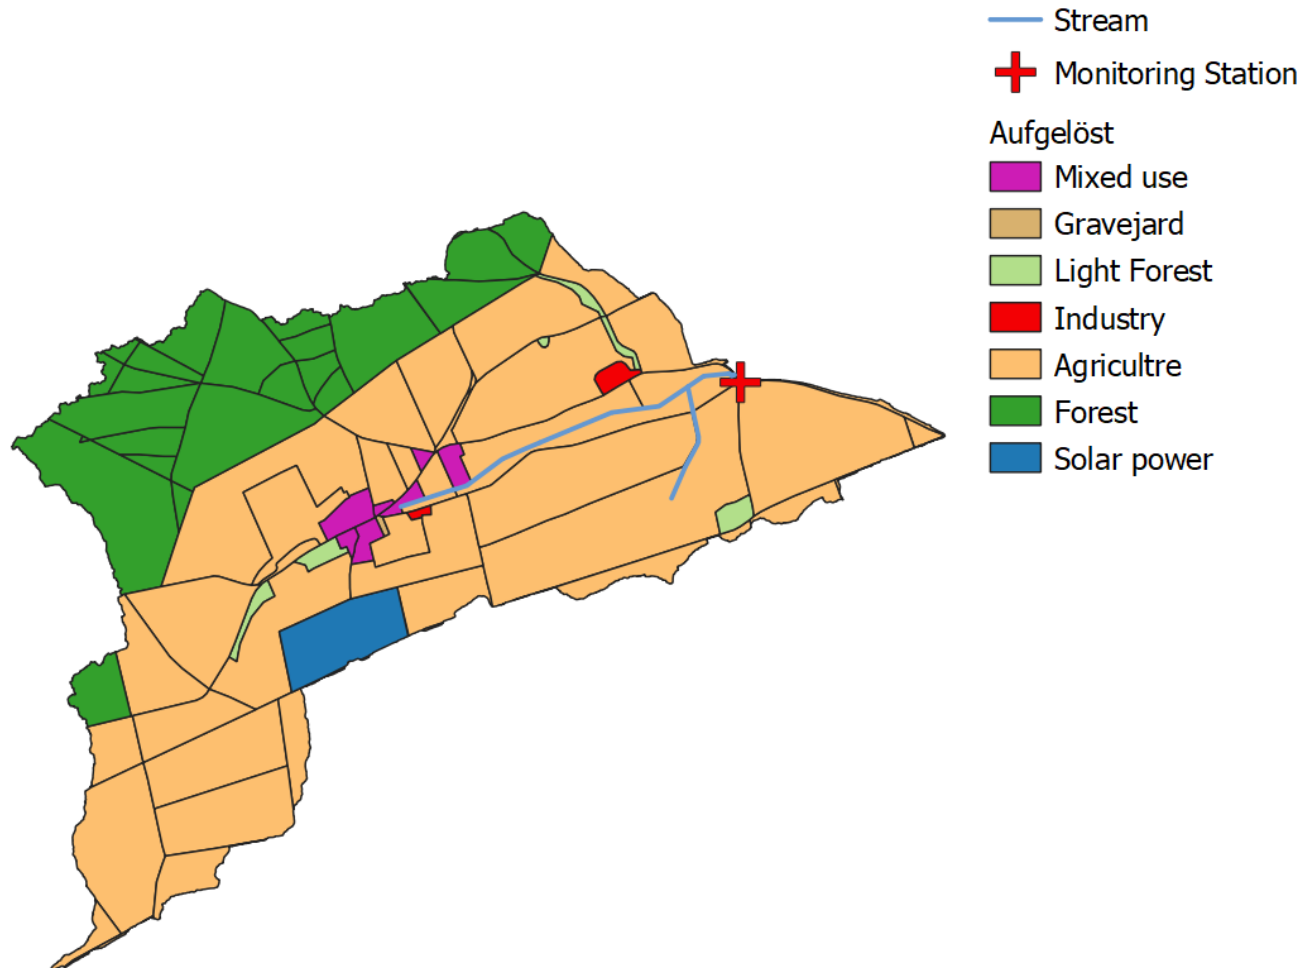 Stream
Monitoring Station
Aufgelöst
Mixed use
Gravejard
Light Forest
Industry
Agricultre
Forest
Solar power